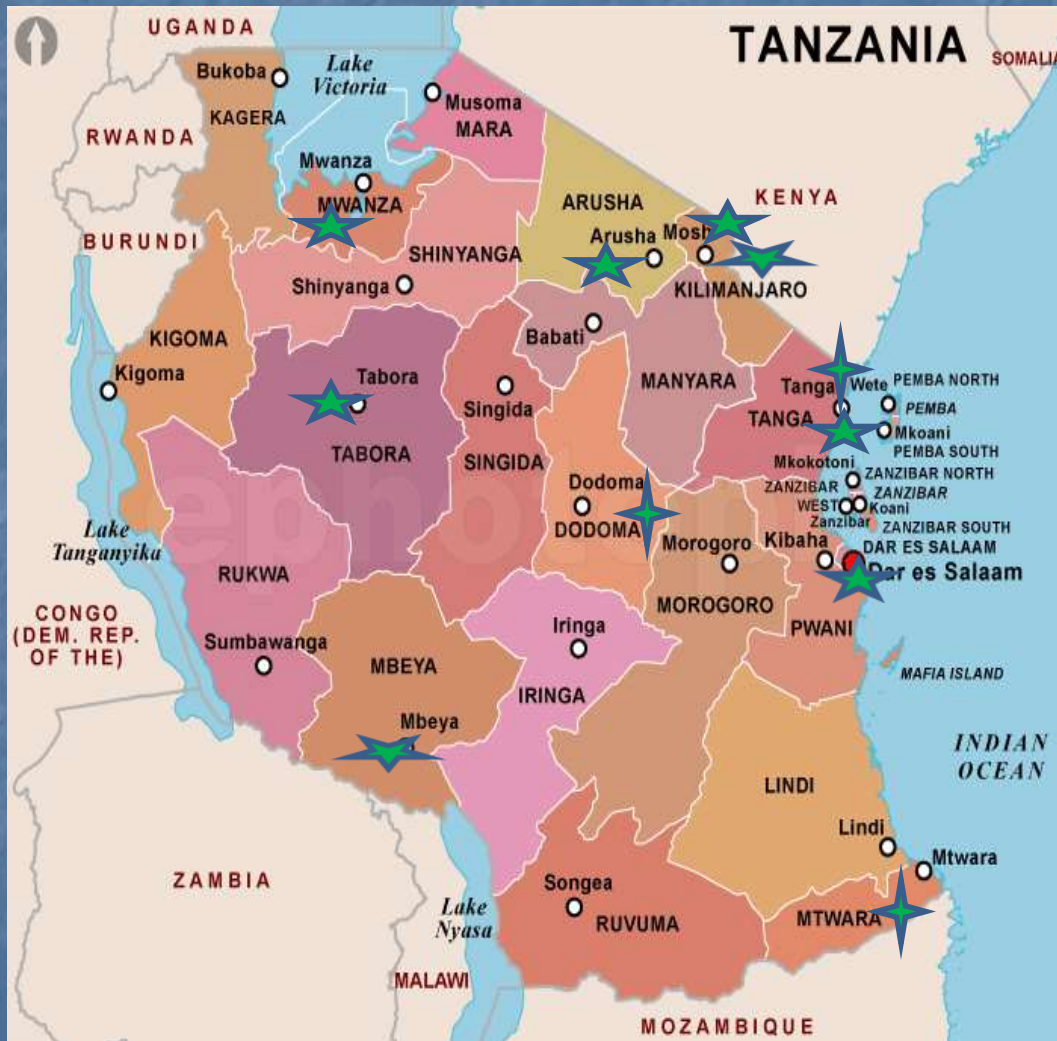 TANZANIA
UGANDA
SOMALIA
Lake
Victoria
Bukoba
KAGERA
Musoma
MARA
RWANDA
Mwanza
MWANZA
KENYA
ARUSHA
Arusha
Mosh
BURUNDI
SHINYANGA
Shinyanga
KILIMANJARO
KIGOMA
Kigoma
Babati
Tabora
TABORA
Singida
SINGIDA
MANYARA
Tanga
TANGA
Wete
PEMBA NORTH
PEMBA
Mkoani
PEMBA SOUTH
Mkokotoni
ZANZIBAR NORTH
ZANZIBAR
WEST
ZANZIBAR
Koani
Zanzibar
ZANZIBAR SOUTH
Dodoma
DODOMA
ephoto
Morogoro
MOROGORO
Kibaha
DAR ES SALAAM
Dar es Salaam
PWANI
Lake
Tanganyika
RUKWA
CONGO
(DEM. REP.
OF THE)
Sumbawanga
MBEYA
Mbeya
Iringa
IRINGA
MAFIA ISLAND
INDIAN
OCEAN
LINDI
Lindi
Mtwara
MTWARA
ZAMBIA
Lake
Nyasa
Songea
RUVUMA
MALAWI
MOZAMBIQUE